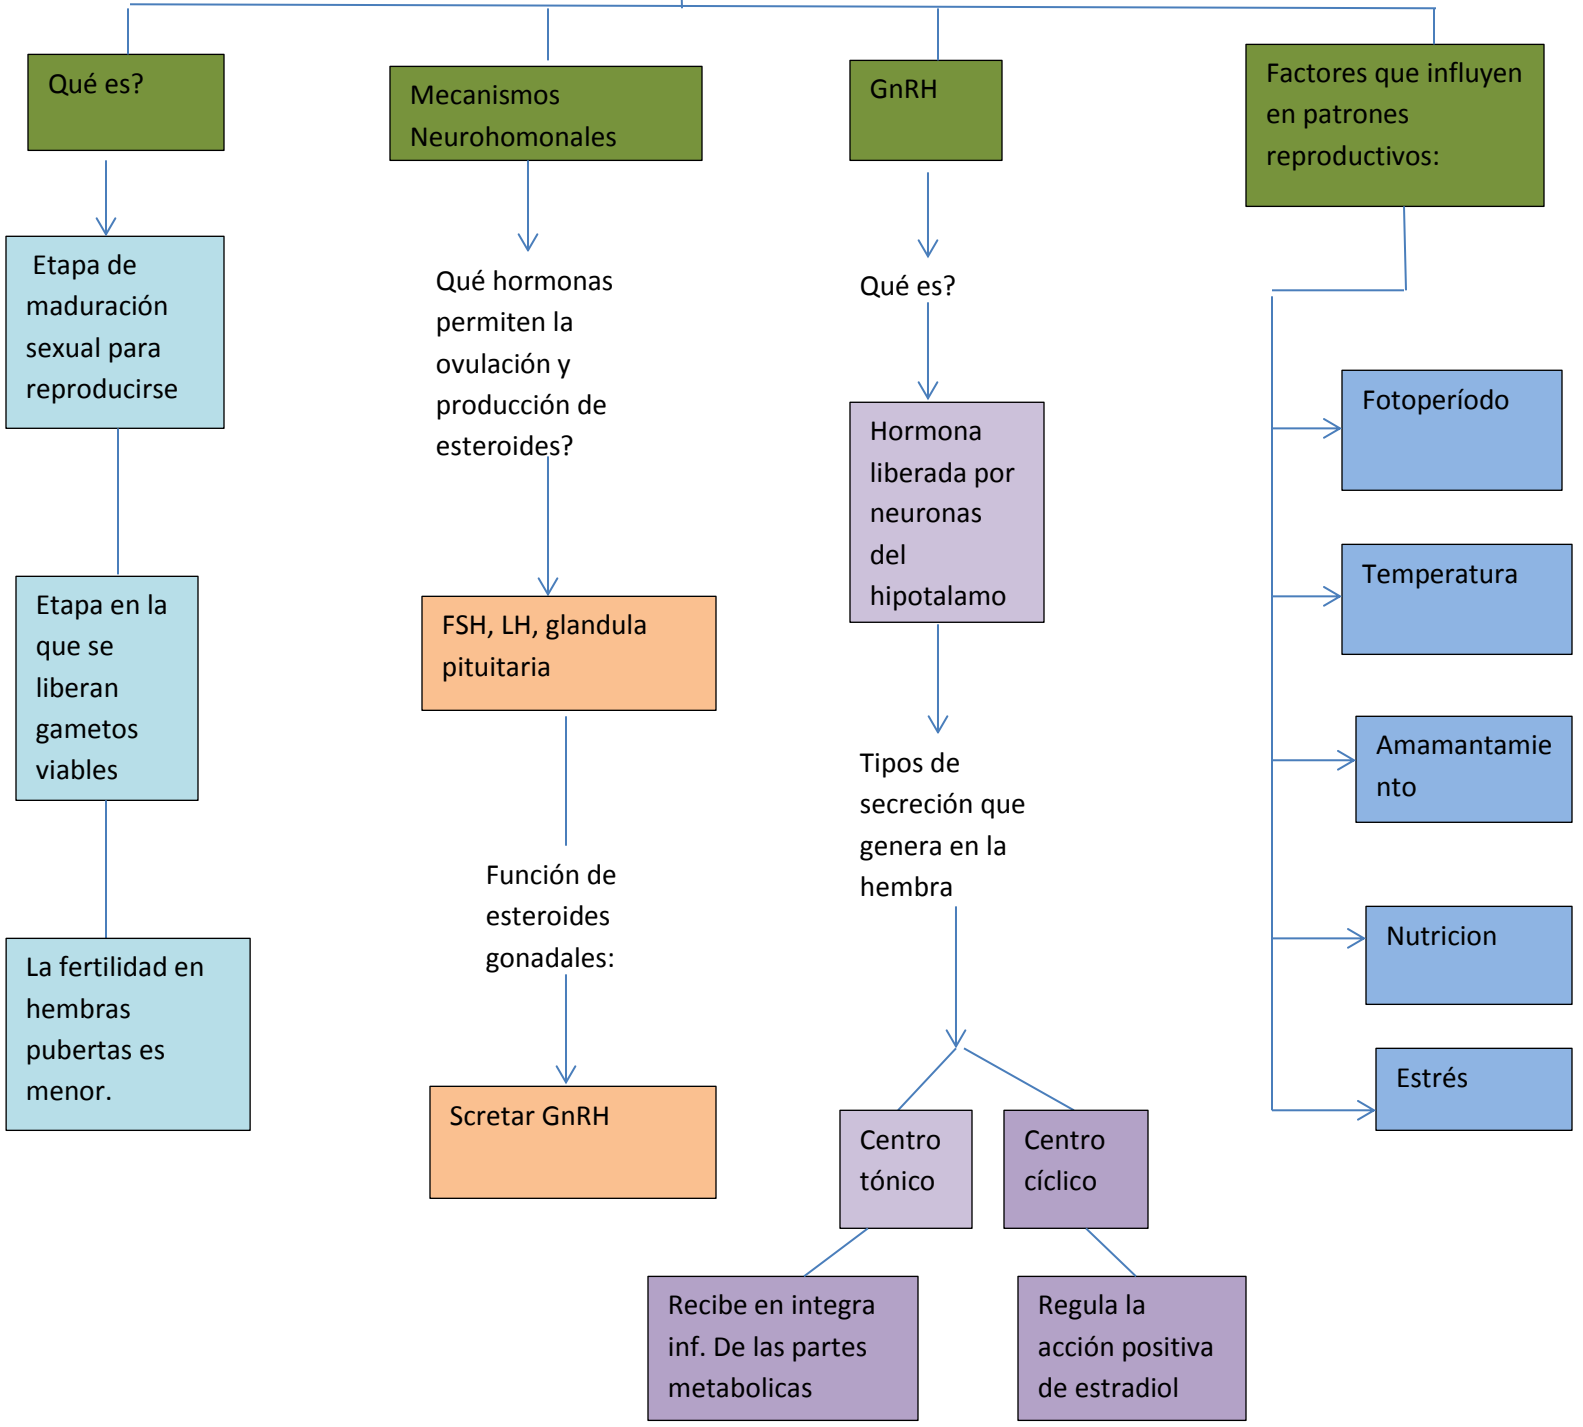 Qué es?
Etapa de
maduración
sexual para
reproducirse
Etapa en la
que se
liberan
gametos
viables
La fertilidad en
hembras
pubertas es
menor.
Mecanismos
Neurohomonales
Qué hormonas
permiten la
ovulación y
producción de
esteroides?
FSH, LH, glandula
pituitaria
Función de
esteroides
gonadales:
Scretar GnRH
GnRH
Qué es?
Hormona
liberada por
neuronas
del
hipotalamo
Tipos de
secreción que
genera en la
hembra
Centro
tónico
Recibe en integra
inf. De las partes
metabolicas
Centro
cíclico
Regula la
acción positiva
de estradiol
Factores que influyen
en patrones
reproductivos:
Fotoperíodo
Temperatura
Amamantamie
nto
Nutricion
Estrés